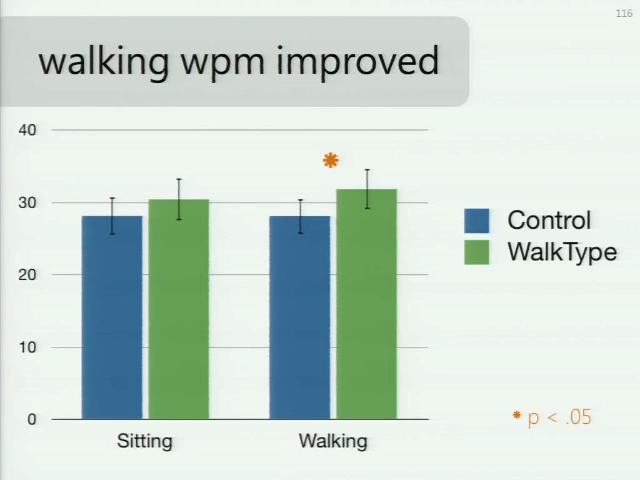 116
walking wpm improved
40
30
20
10
0
Sitting
Walking
Control
WalkType
* p < .05